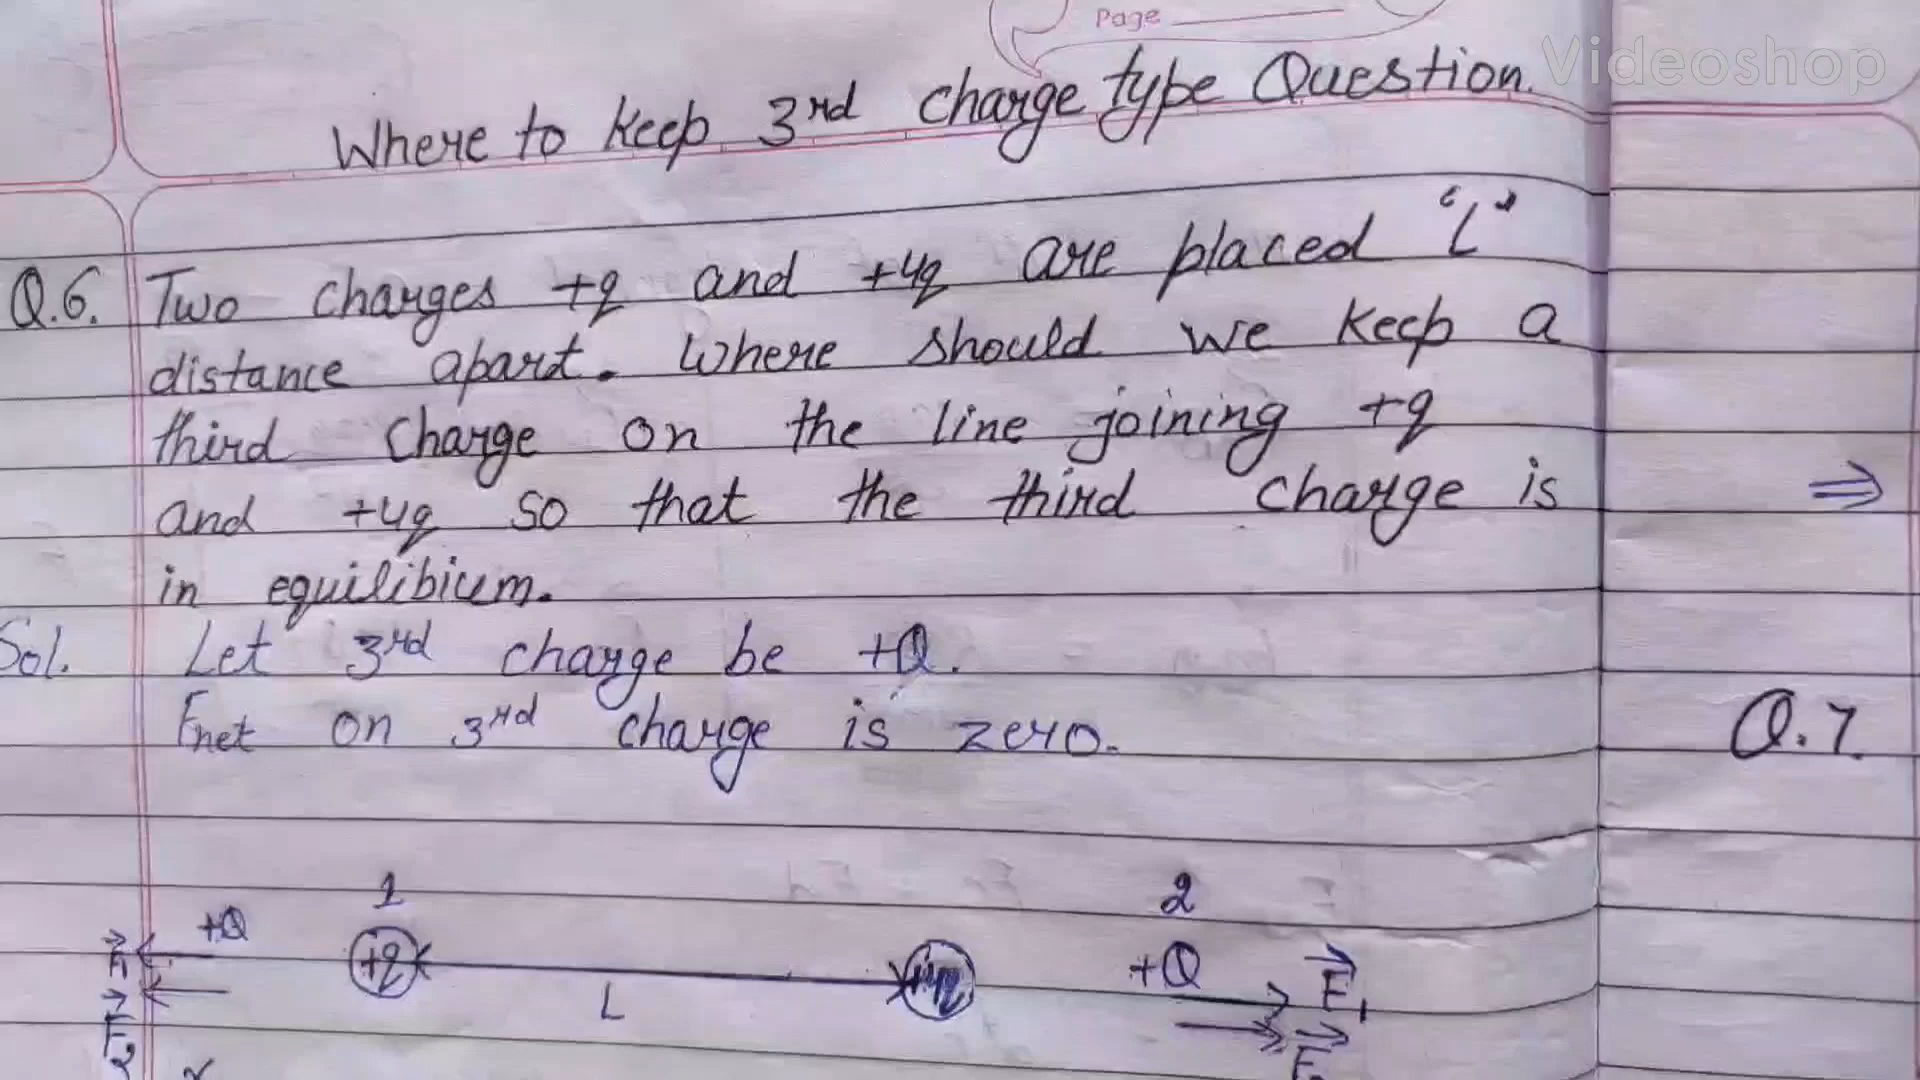 Page
Videoshop
Where to keep 3rd charge type Question.
Q.6. Two charges +q and +4q are placed 'L'
distance apart. Where should we keep a
third charge on the line joining +q
and +4q so that the third charge is
in equilibium.
Sol. Let 3rd charge be +Q.
Fnet on 3rd charge is zero.
⇒
Q.7.
1 2
+Q +q +4q +Q
F1 L F1
F2